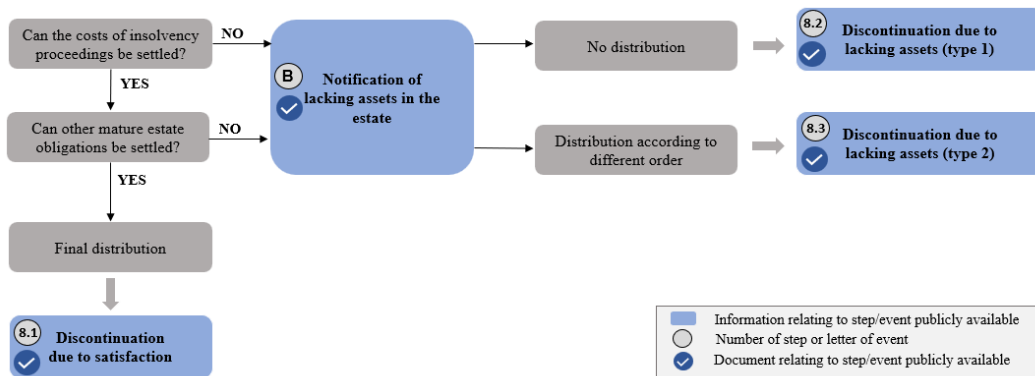 Can the costs of insolvency
proceedings be settled?
NO
YES
Can other mature estate
obligations be settled?
NO
YES
Final distribution
8.1
Discontinuation
due to satisfaction
B
Notification of
lacking assets in the
estate
No distribution
8.2
Discontinuation due to
lacking assets (type 1)
Distribution according to
different order
8.3
Discontinuation due to
lacking assets (type 2)
Information relating to step/event publicly available
Number of step or letter of event
Document relating to step/event publicly available